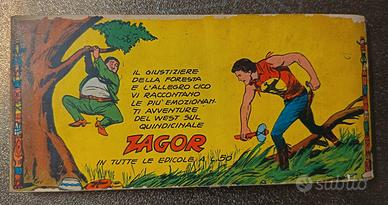 IL GIUSTIZIERE
DELLA FORESTA
E L'ALLEGRO CICO
VI RACCONTANO
LE PIU' EMOZIONAN-
TI AVVENTURE
DEL WEST SUL
QUINDICINALE
ZAGOR
IN TUTTE LE EDICOLE A L. 50
subito